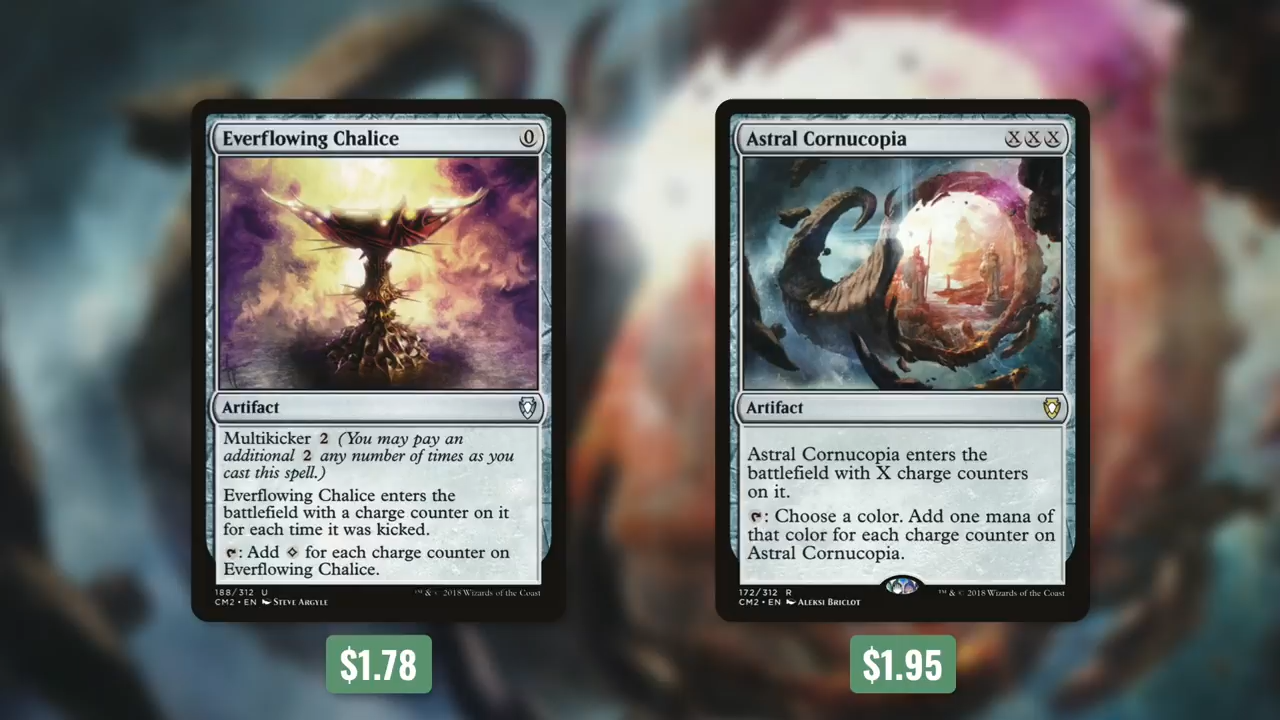 Everflowing Chalice 0
Artifact
Multikicker 2 (You may pay an
additional 2 any number of times as you
cast this spell.)
Everflowing Chalice enters the
battlefield with a charge counter on it
for each time it was kicked.
: Add for each charge counter on
Everflowing Chalice.
188/312 U
CM2 • EN STEVE ARGYLE
™ & © 2018 Wizards of the Coast
$1.78
Astral Cornucopia X X X
Artifact
Astral Cornucopia enters the
battlefield with X charge counters
on it.
: Choose a color. Add one mana of
that color for each charge counter on
Astral Cornucopia.
172/312 R
CM2 • EN ALEKSI BRICLOT
™ & © 2018 Wizards of the Coast
$1.95